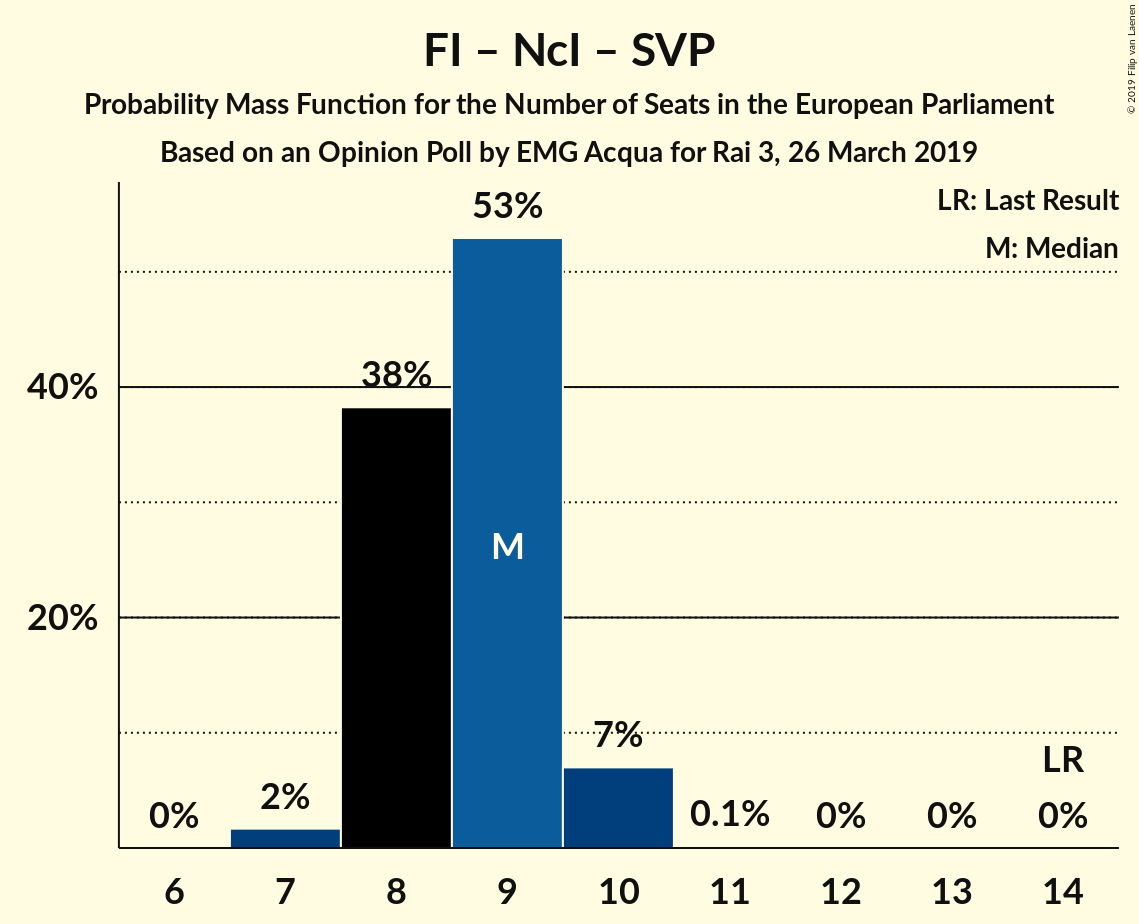 FI – NcI – SVP
Probability Mass Function for the Number of Seats in the European Parliament
Based on an Opinion Poll by EMG Acqua for Rai 3, 26 March 2019
© 2019 Filip van Laenen
LR: Last Result
M: Median
53%
38%
40%
M
20%
7%
LR
2%
0%
0.1%
0%
0%
0%
6 7 8 9 10 11 12 13 14